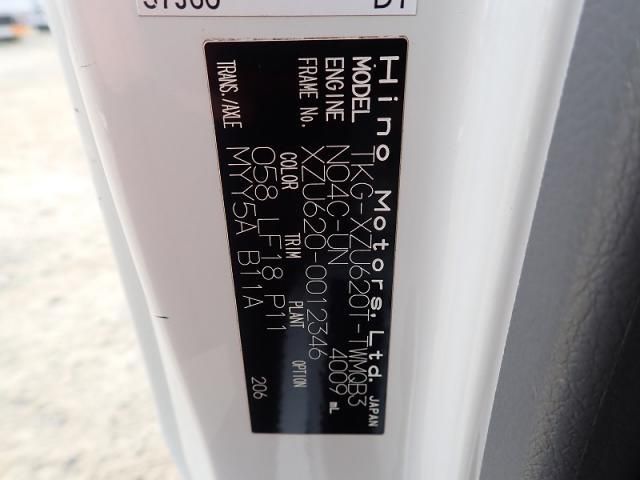 Hino Motors, Ltd. JAPAN
MODEL TKG-XZU620T-TWMQB3
ENGINE NO4C-UN 4009 mL
FRAME No. XZU620-0012346
COLOR TRIM PLANT OPTION
058 LF18 P11
TRANS./AXLE MYY5A B11A 206